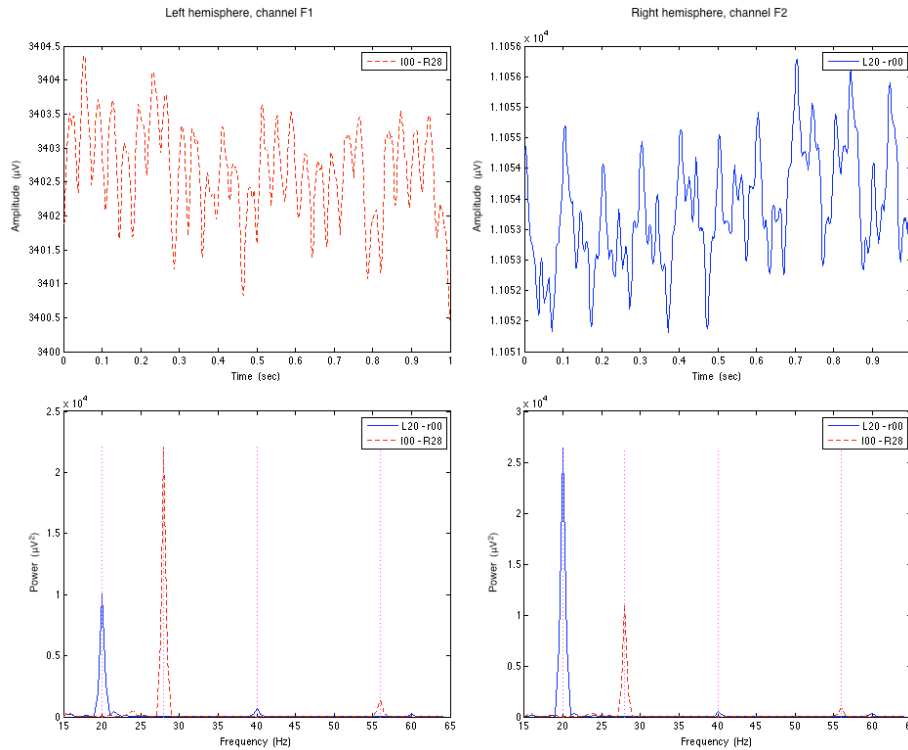 Left hemisphere, channel F1
Right hemisphere, channel F2
3404.5
3404
3403.5
3403
3402.5
3402
3401.5
3401
3400.5
3400
Amplitude (µV)
l00 - R28
0 0.1 0.2 0.3 0.4 0.5 0.6 0.7 0.8 0.9 1
Time (sec)
x 10⁴
1.1056
1.1056
1.1055
1.1055
1.1054
1.1054
1.1053
1.1053
1.1052
1.1052
1.1051
Amplitude (µV)
L20 - r00
0 0.1 0.2 0.3 0.4 0.5 0.6 0.7 0.8 0.9
Time (sec)
x 10⁴
2.5
2
1.5
1
0.5
0
Power (µV²)
L20 - r00
l00 - R28
15 20 25 30 35 40 45 50 55 60 65
Frequency (Hz)
x 10⁴
3
2.5
2
1.5
1
0.5
0
Power (µV²)
L20 - r00
l00 - R28
15 20 25 30 35 40 45 50 55 60 65
Frequency (Hz)